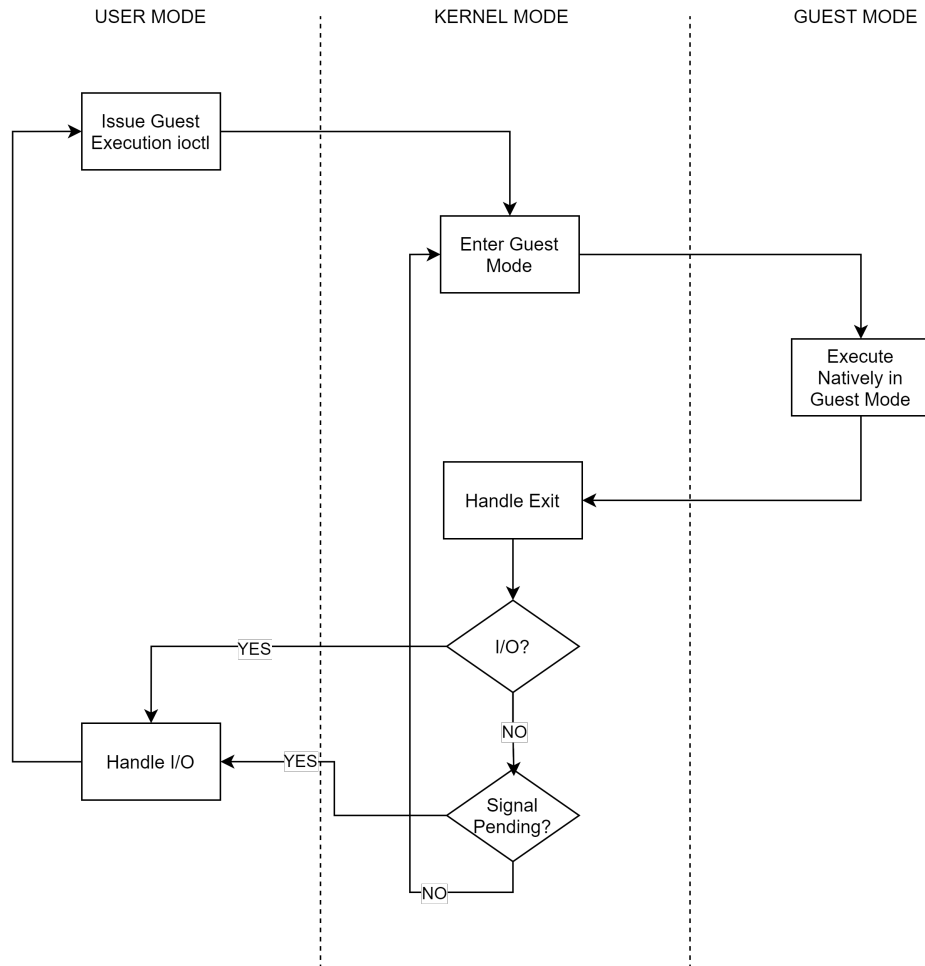 USER MODE
KERNEL MODE
GUEST MODE
Issue Guest
Execution ioctl
Enter Guest
Mode
Execute
Natively in
Guest Mode
Handle Exit
I/O?
YES
NO
Handle I/O
YES
Signal
Pending?
NO